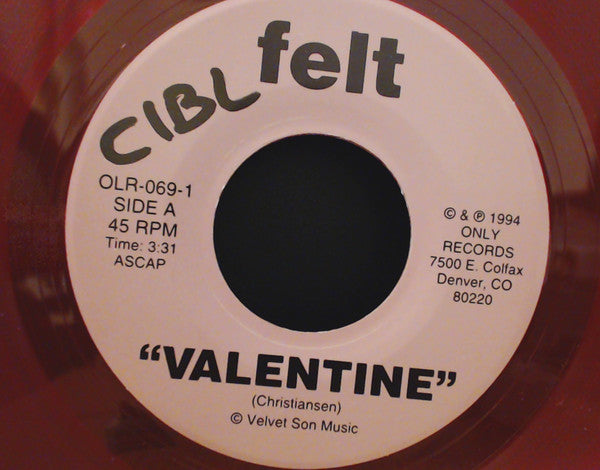 CIBL
felt
OLR-069-1
SIDE A
45 RPM
Time: 3:31
ASCAP
© & ℗ 1994
ONLY
RECORDS
7500 E. Colfax
Denver, CO
80220
“VALENTINE”
(Christiansen)
© Velvet Son Music